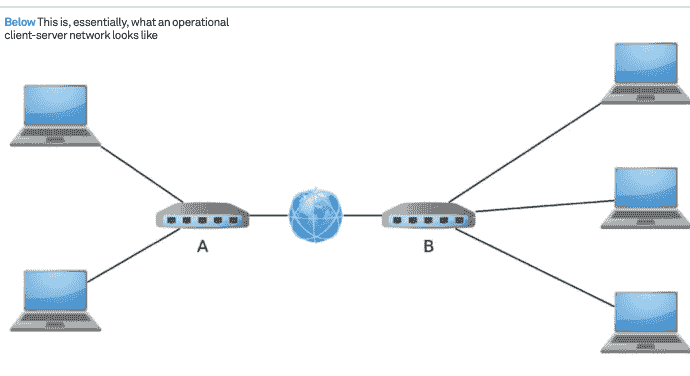 Below This is, essentially, what an operational
client-server network looks like
A
B